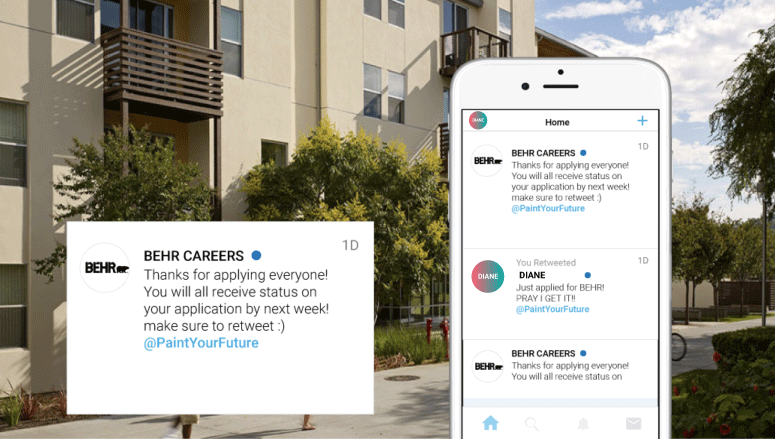 1D
BEHR CAREERS
BEHR
Thanks for applying everyone!
You will all receive status on
your application by next week!
make sure to retweet :)
@PaintYourFuture
DIANE
Home
+
1D
BEHR CAREERS
BEHR
Thanks for applying everyone!
You will all receive status on
your application by next week!
make sure to retweet :)
@PaintYourFuture
You Retweeted
1D
DIANE
DIANE
Just applied for BEHR!
PRAY I GET IT!!
@PaintYourFuture
BEHR CAREERS
BEHR
Thanks for applying everyone!
You will all receive status on